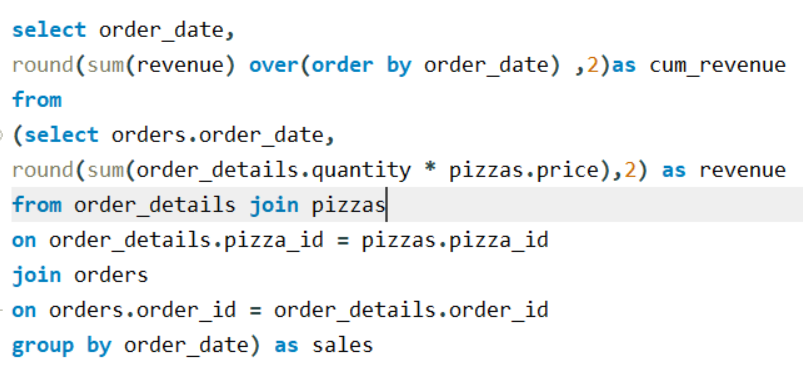 select order_date,
round(sum(revenue) over(order by order_date) ,2)as cum_revenue
from
(select orders.order_date,
round(sum(order_details.quantity * pizzas.price),2) as revenue
from order_details join pizzas
on order_details.pizza_id = pizzas.pizza_id
join orders
on orders.order_id = order_details.order_id
group by order_date) as sales